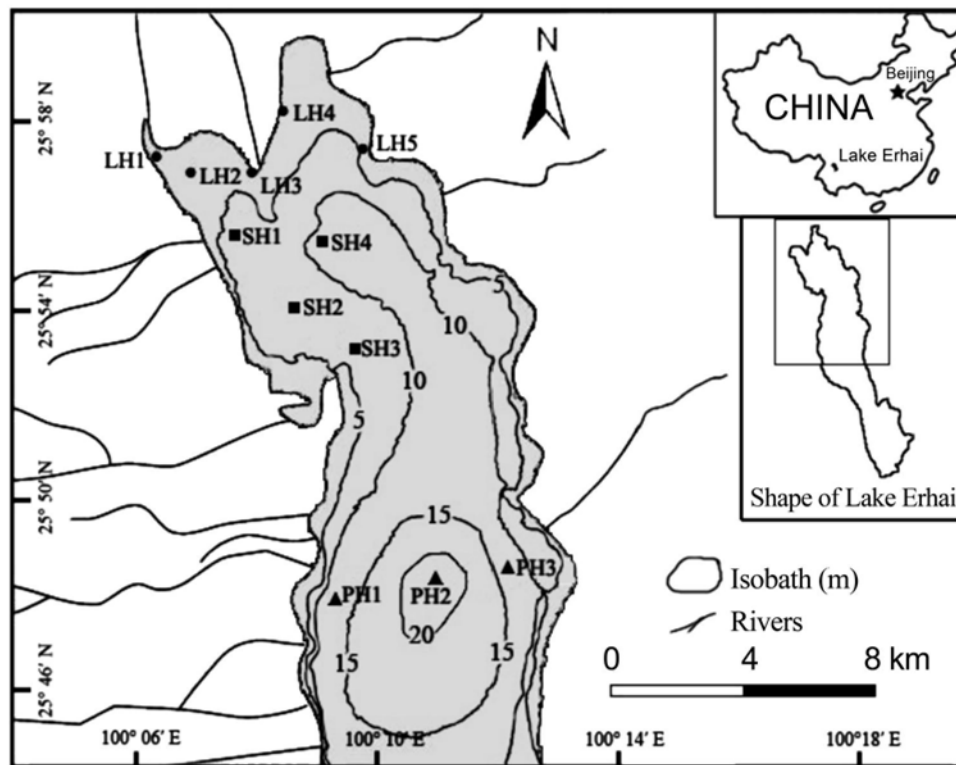 N
Beijing
CHINA
Lake Erhai
25° 58′ N
LH4
LH1
LH5
LH2
LH3
SH1
SH4
5
25° 54′ N
SH2
10
SH3
10
5
25° 50′ N
Shape of Lake Erhai
15
PH3
Isobath (m)
PH1
PH2
Rivers
20
15
15
0 4 8 km
25° 46′ N
100° 06′ E 100° 10′ E 100° 14′ E 100° 18′ E